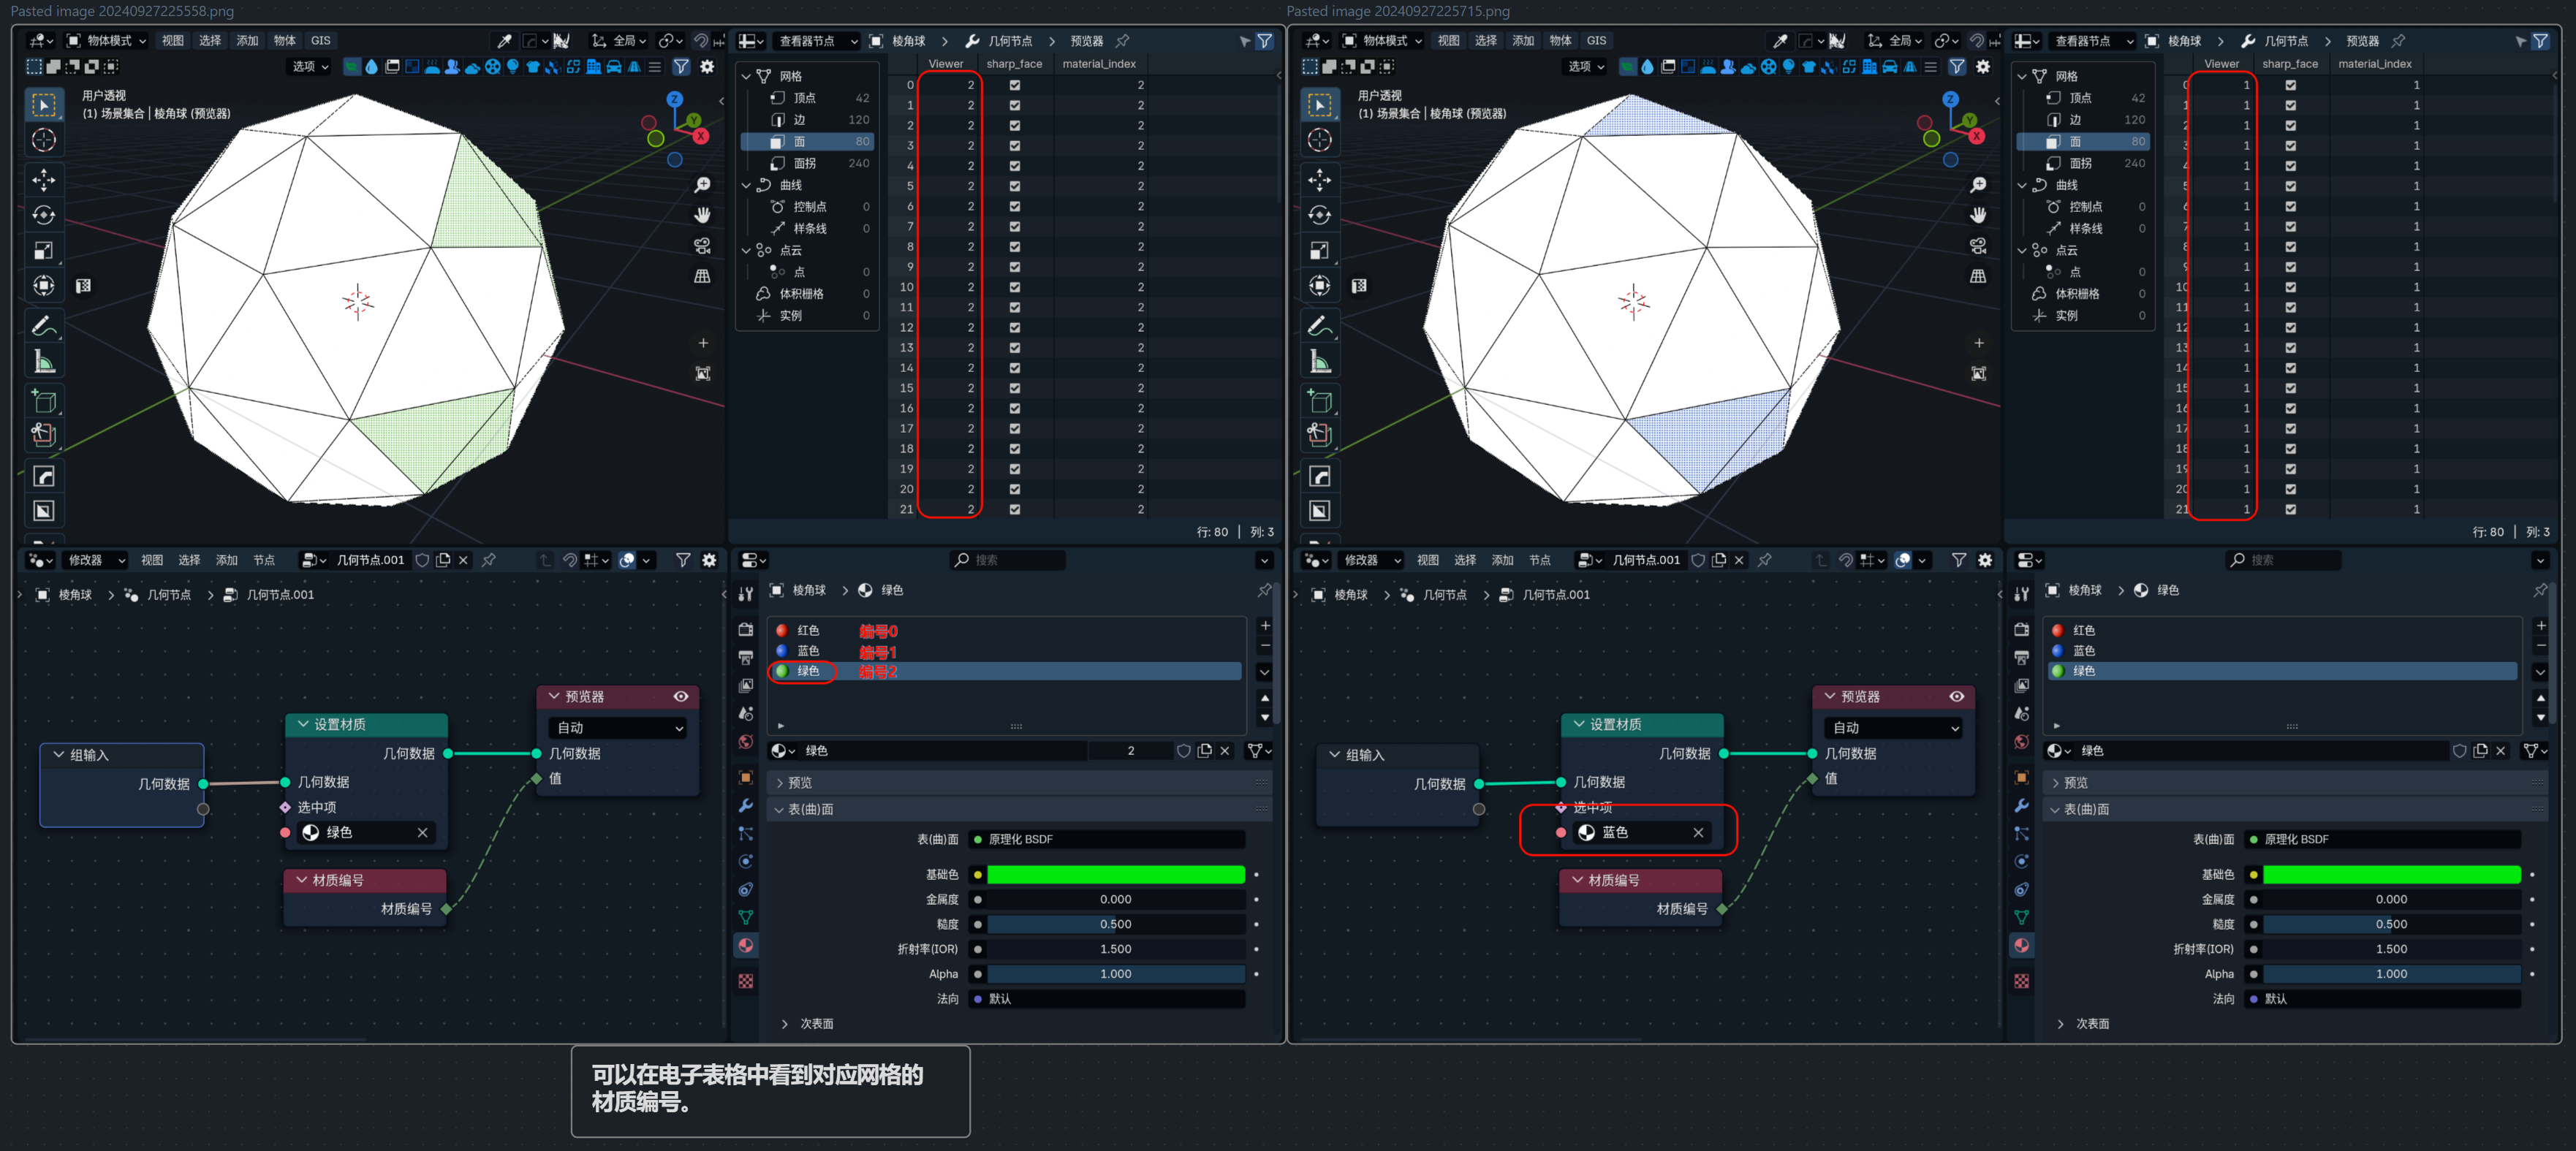 Pasted image 20240927225558.png
物体模式 视图 选择 添加 物体 GIS
全局
选项
用户透视
(1) 场景集合 | 棱角球 (预览器)
Z
Y
X
查看器节点 棱角球 几何节点 预览器
网格
顶点 42
边 120
面 80
面拐 240
曲线
控制点 0
样条线 0
点云
点 0
体积栅格 0
实例 0
Viewer sharp_face material_index
0 2 2
1 2 2
2 2 2
3 2 2
4 2 2
5 2 2
6 2 2
7 2 2
8 2 2
9 2 2
10 2 2
11 2 2
12 2 2
13 2 2
14 2 2
15 2 2
16 2 2
17 2 2
18 2 2
19 2 2
20 2 2
21 2 2
行: 80 | 列: 3
修改器 视图 选择 添加 节点 几何节点.001
棱角球 几何节点 几何节点.001
组输入
几何数据
设置材质
几何数据
几何数据
选中项
绿色
材质编号
材质编号
预览器
自动
几何数据
值
搜索
棱角球 绿色
红色 编号0
蓝色 编号1
绿色 编号2
绿色 2
预览
表(曲)面
表(曲)面 原理化 BSDF
基础色
金属度 0.000
糙度 0.500
折射率(IOR) 1.500
Alpha 1.000
法向 默认
次表面
Pasted image 20240927225715.png
物体模式 视图 选择 添加 物体 GIS
全局
选项
用户透视
(1) 场景集合 | 棱角球 (预览器)
Z
Y
X
查看器节点 棱角球 几何节点 预览器
网格
顶点 42
边 120
面 80
面拐 240
曲线
控制点 0
样条线 0
点云
点 0
体积栅格 0
实例 0
Viewer sharp_face material_index
0 1 1
1 1 1
2 1 1
3 1 1
4 1 1
5 1 1
6 1 1
7 1 1
8 1 1
9 1 1
10 1 1
11 1 1
12 1 1
13 1 1
14 1 1
15 1 1
16 1 1
17 1 1
18 1 1
19 1 1
20 1 1
21 1 1
行: 80 | 列: 3
修改器 视图 选择 添加 节点 几何节点.001
棱角球 几何节点 几何节点.001
组输入
几何数据
设置材质
几何数据
几何数据
选中项
蓝色
材质编号
材质编号
预览器
自动
几何数据
值
搜索
棱角球 绿色
红色
蓝色
绿色
绿色
预览
表(曲)面
表(曲)面 原理化 BSDF
基础色
金属度 0.000
糙度 0.500
折射率(IOR) 1.500
Alpha 1.000
法向 默认
次表面
可以在电子表格中看到对应网格的
材质编号。